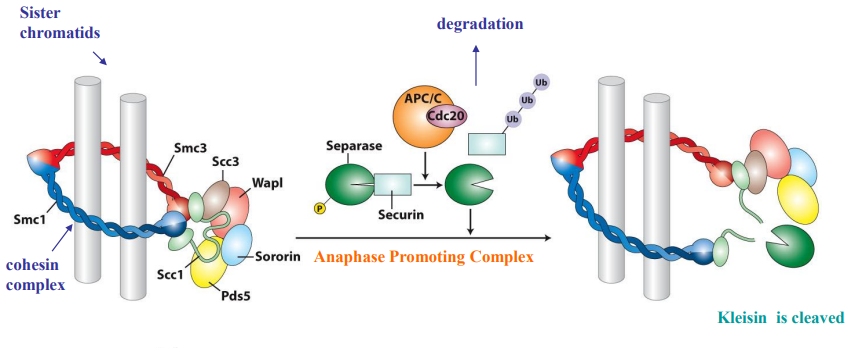 Sister
chromatids
degradation
Ub
Ub
Ub
APC/C
Cdc20
Separase
P
Securin
Smc3
Scc3
Wapl
Smc1
Sororin
Scc1
Pds5
cohesin
complex
Anaphase Promoting Complex
Kleisin is cleaved